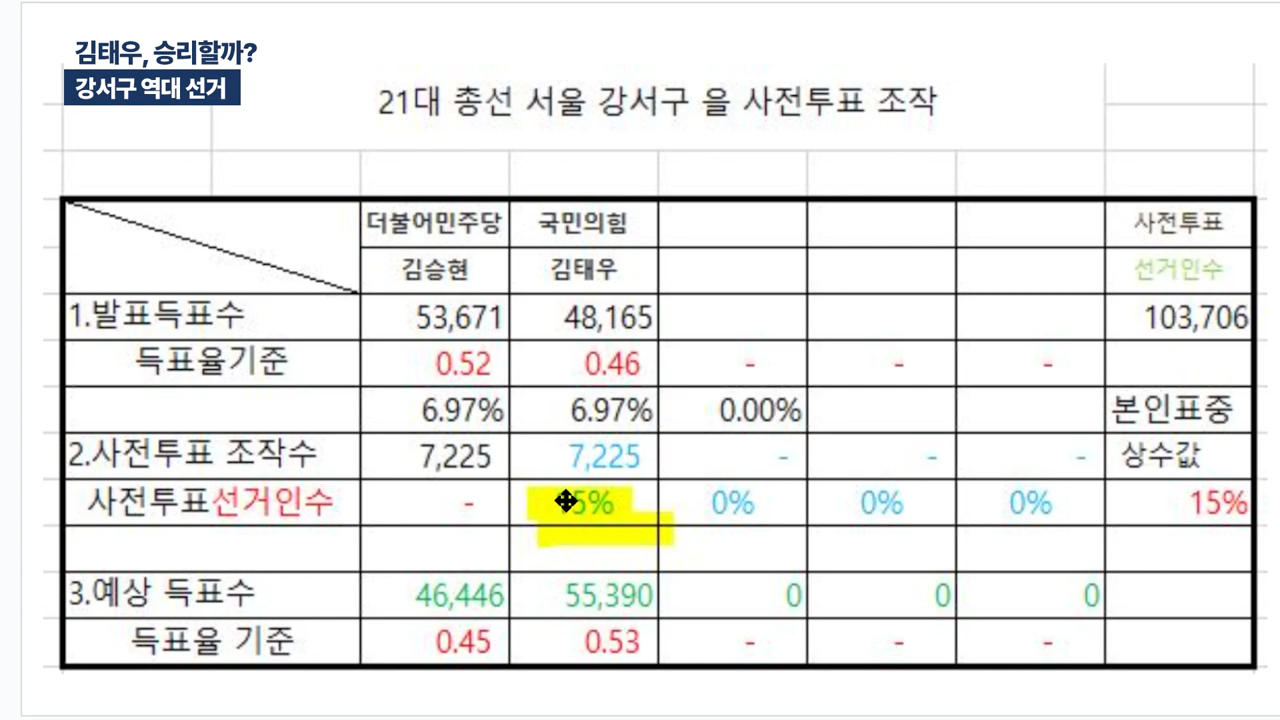 김태우, 승리할까?
강서구 역대 선거
21대 총선 서울 강서구 을 사전투표 조작
더불어민주당 국민의힘 사전투표
김승현 김태우 선거인수
1.발표득표수 53,671 48,165 103,706
득표율기준 0.52 0.46 - - -
6.97% 6.97% 0.00% 본인표중
2.사전투표 조작수 7,225 7,225 - - - 상수값
사전투표선거인수 - 5% 0% 0% 0% 15%
3.예상 득표수 46,446 55,390 0 0 0
득표율 기준 0.45 0.53 - - -